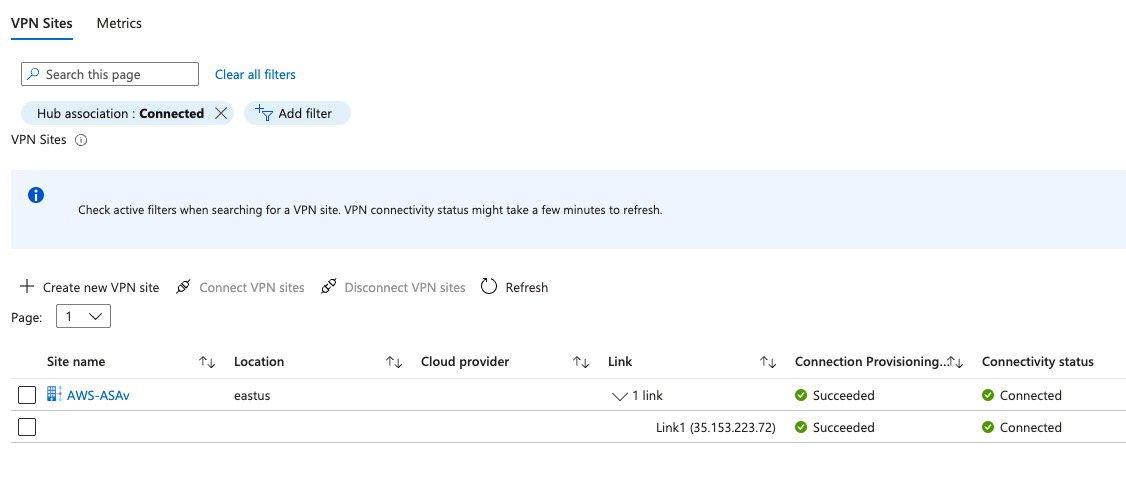 VPN Sites Metrics
Search this page Clear all filters
Hub association : Connected Add filter
VPN Sites
Check active filters when searching for a VPN site. VPN connectivity status might take a few minutes to refresh.
Create new VPN site Connect VPN sites Disconnect VPN sites Refresh
Page: 1
Site name Location Cloud provider Link Connection Provisioning... Connectivity status
AWS-ASAv eastus 1 link Succeeded Connected
Link1 (35.153.223.72) Succeeded Connected